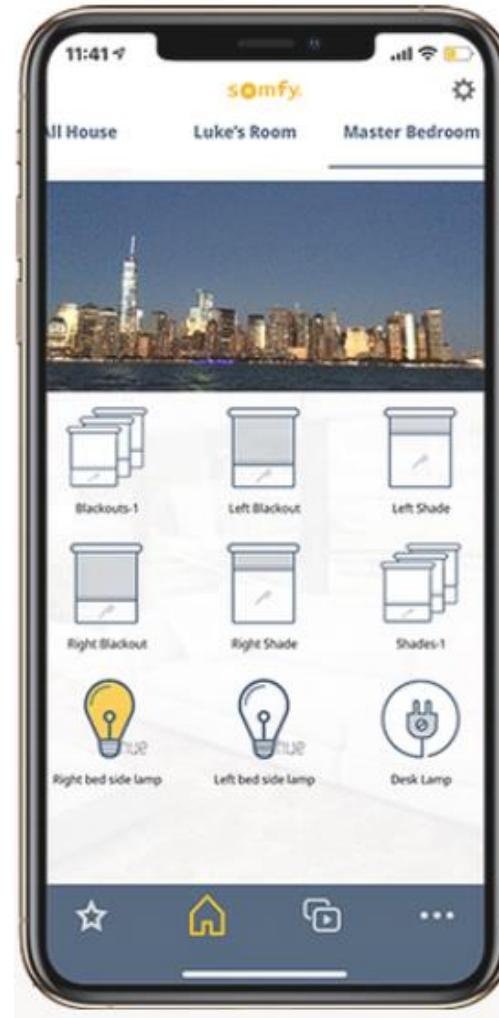 11:41
somfy.
All House Luke's Room Master Bedroom
Blackouts-1 Left Blackout Left Shade
Right Blackout Right Shade Shades-1
hue hue
Right bed side lamp Left bed side lamp Desk Lamp